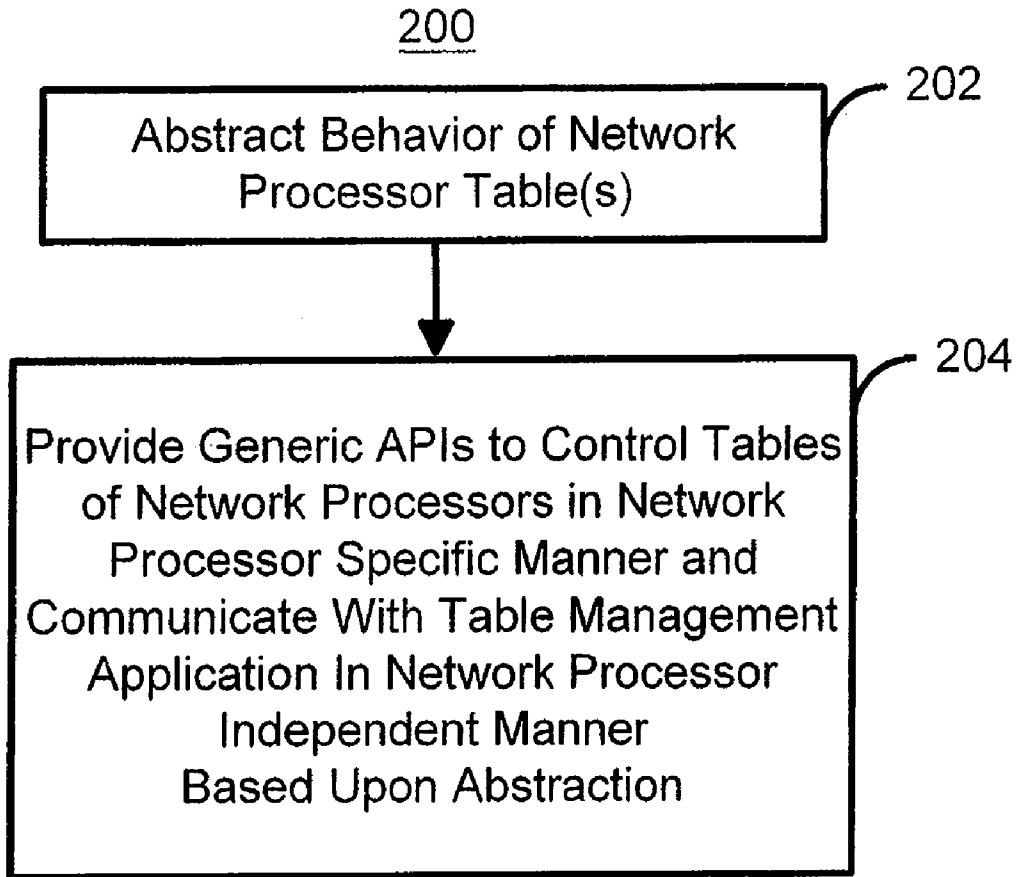 200
202
Abstract Behavior of Network
Processor Table(s)
204
Provide Generic APIs to Control Tables
of Network Processors in Network
Processor Specific Manner and
Communicate With Table Management
Application In Network Processor
Independent Manner
Based Upon Abstraction